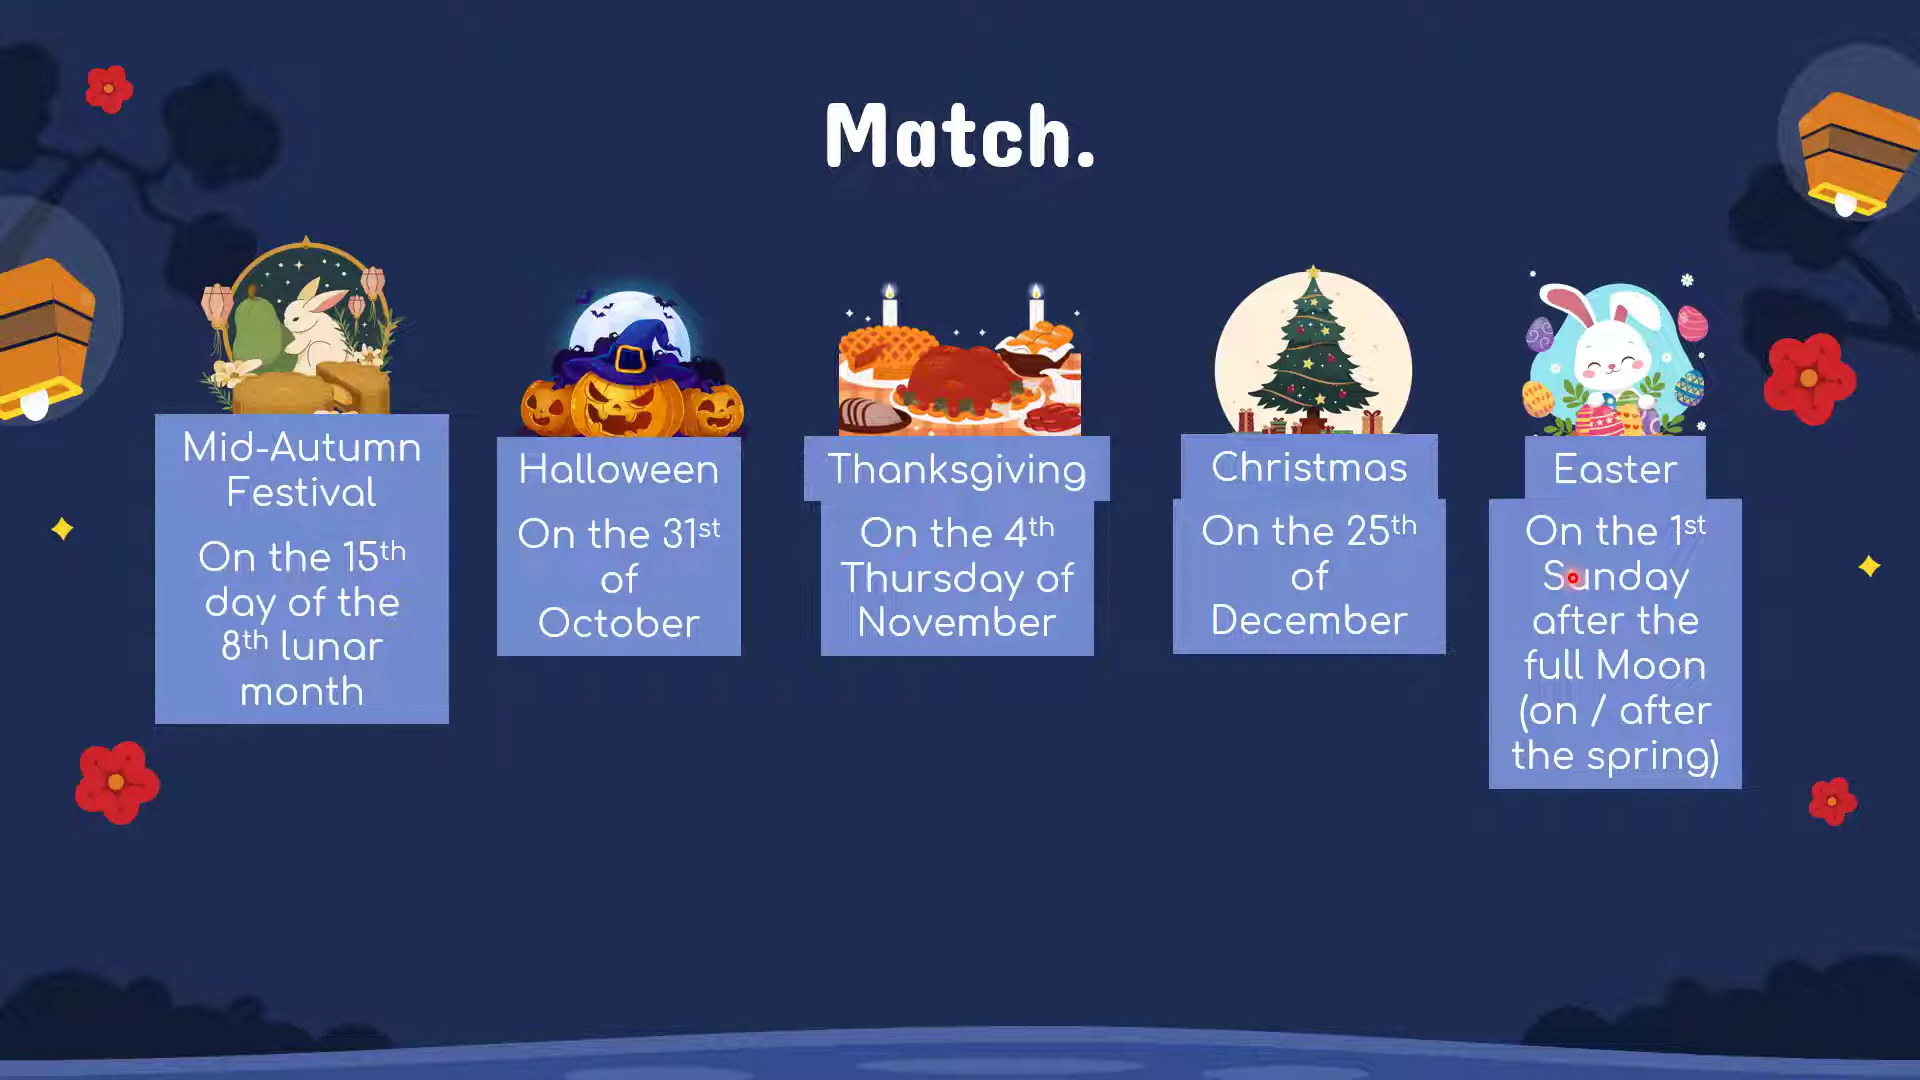 Match.
Mid-Autumn
Festival
On the 15th
day of the
8th lunar
month
Halloween
On the 31st
of
October
Thanksgiving
On the 4th
Thursday of
November
Christmas
On the 25th
of
December
Easter
On the 1st
Sunday
after the
full Moon
(on / after
the spring)